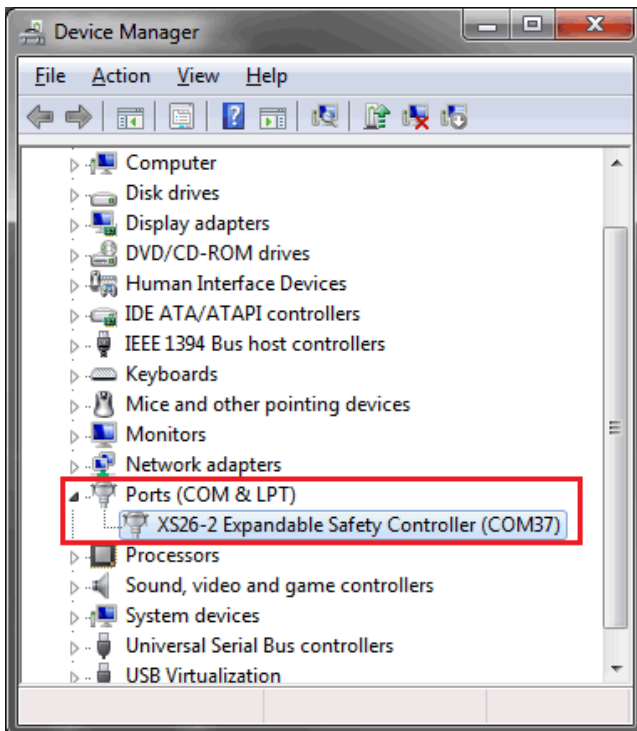 Device Manager
File Action View Help
Computer
Disk drives
Display adapters
DVD/CD-ROM drives
Human Interface Devices
IDE ATA/ATAPI controllers
IEEE 1394 Bus host controllers
Keyboards
Mice and other pointing devices
Monitors
Network adapters
Ports (COM & LPT)
XS26-2 Expandable Safety Controller (COM37)
Processors
Sound, video and game controllers
System devices
Universal Serial Bus controllers
USB Virtualization